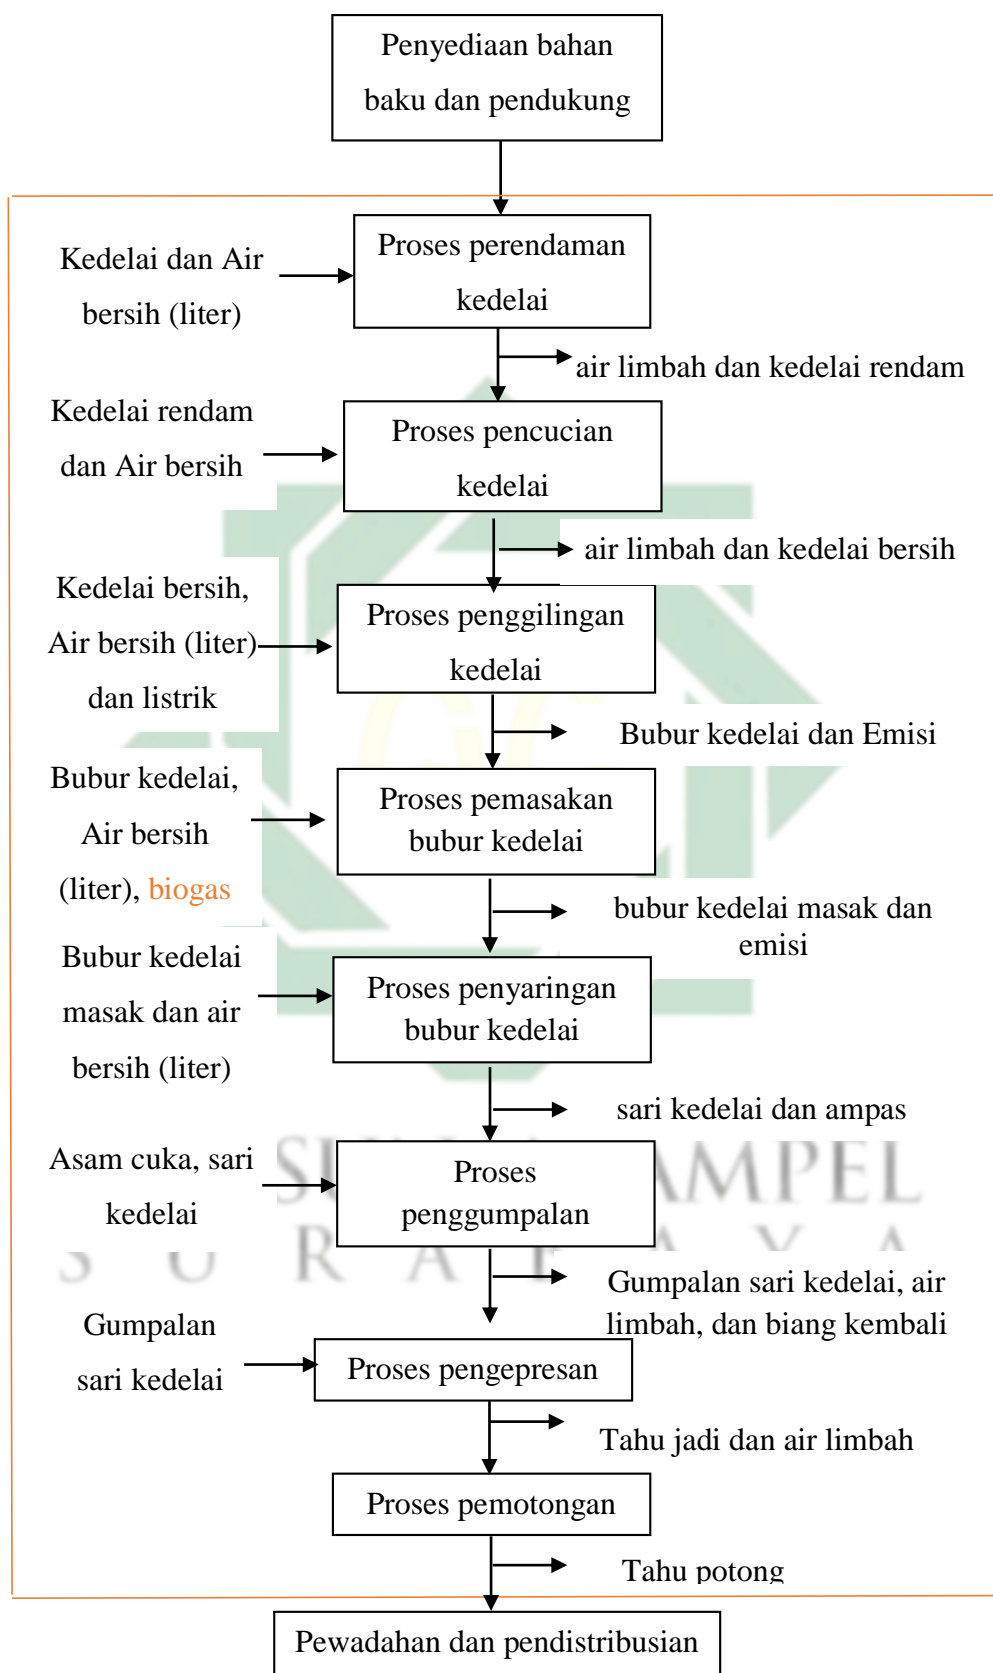 Penyediaan bahan
baku dan pendukung
Kedelai dan Air
bersih (liter)
Proses perendaman
kedelai
air limbah dan kedelai rendam
Kedelai rendam
dan Air bersih
Proses pencucian
kedelai
air limbah dan kedelai bersih
Kedelai bersih,
Air bersih (liter)
dan listrik
Proses penggilingan
kedelai
Bubur kedelai dan Emisi
Bubur kedelai,
Air bersih
(liter), biogas
Proses pemasakan
bubur kedelai
bubur kedelai masak dan
emisi
Bubur kedelai
masak dan air
bersih (liter)
Proses penyaringan
bubur kedelai
sari kedelai dan ampas
Asam cuka, sari
kedelai
Proses
penggumpalan
AMPEL
Gumpalan sari kedelai, air
limbah, dan biang kembali
Gumpalan
sari kedelai
Proses pengepresan
Tahu jadi dan air limbah
Proses pemotongan
Tahu potong
Pewadahan dan pendistribusian